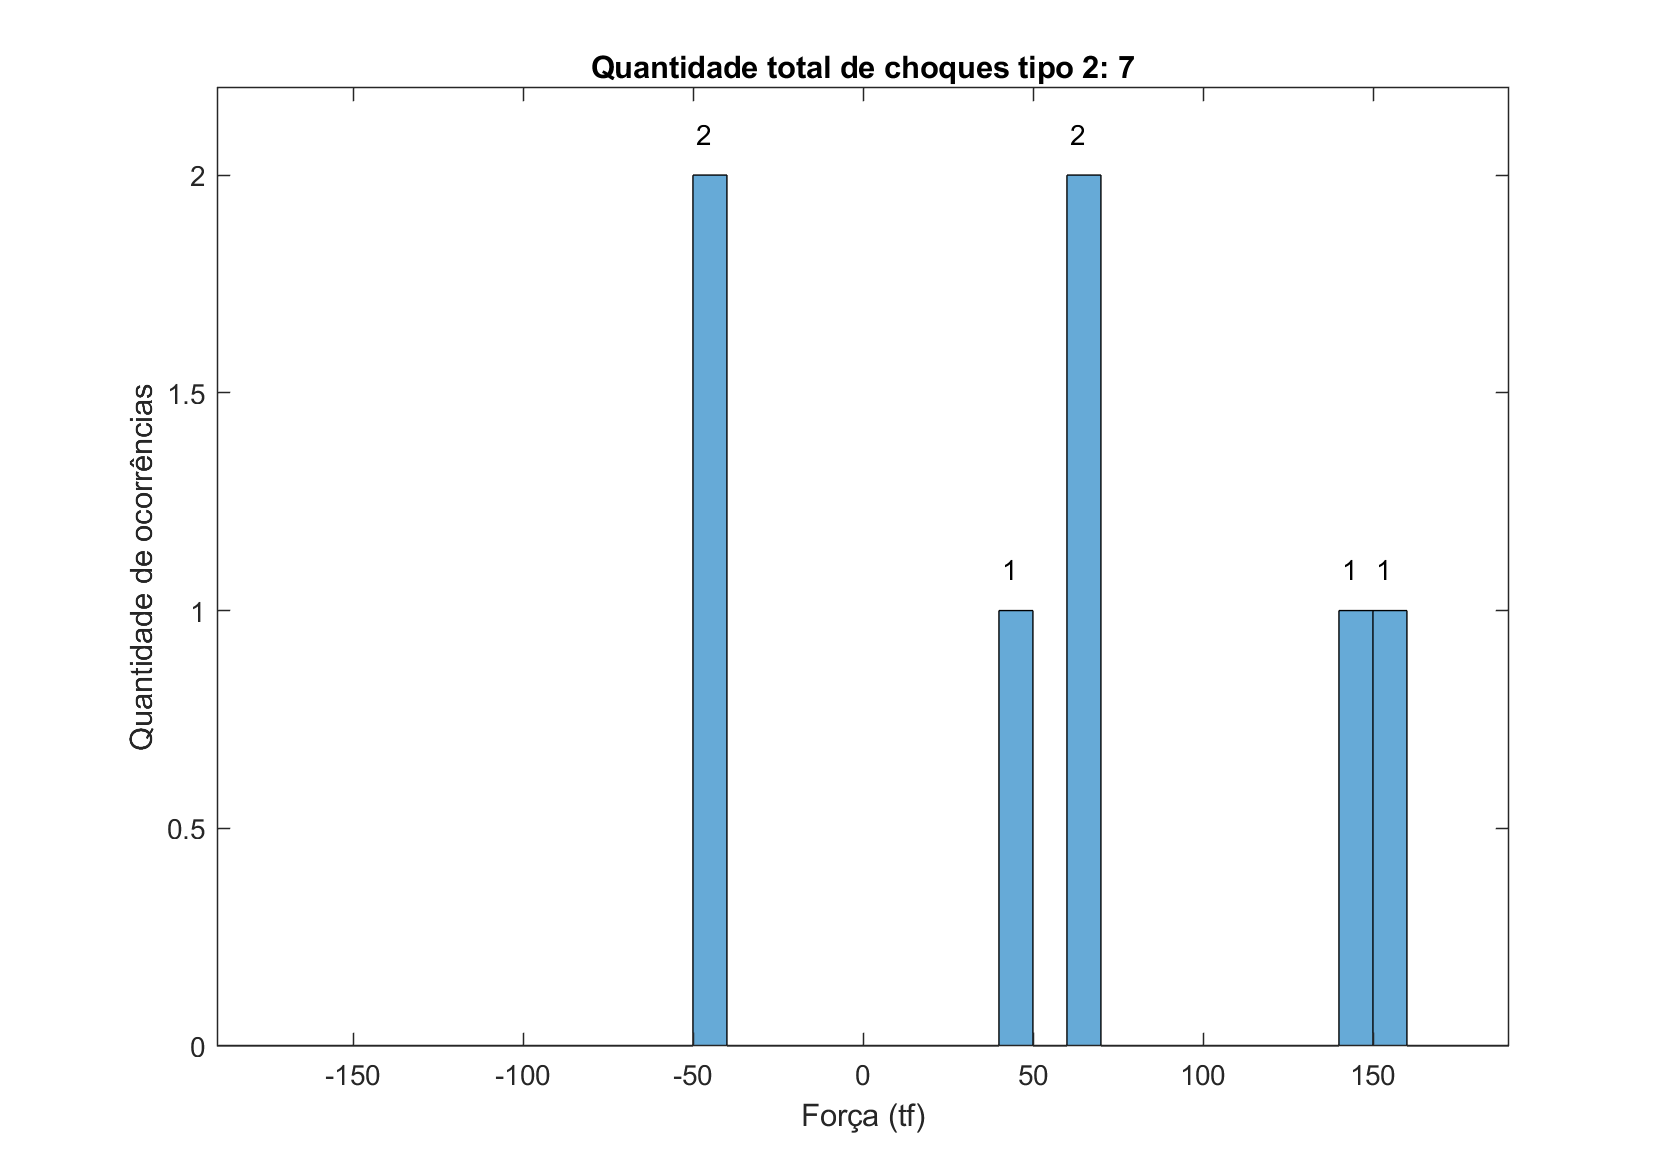 Quantidade total de choques tipo 2: 7
2 2
2
1.5
1 1 1
1
0.5
0
-150 -100 -50 0 50 100 150
Força (tf)
Quantidade de ocorrências